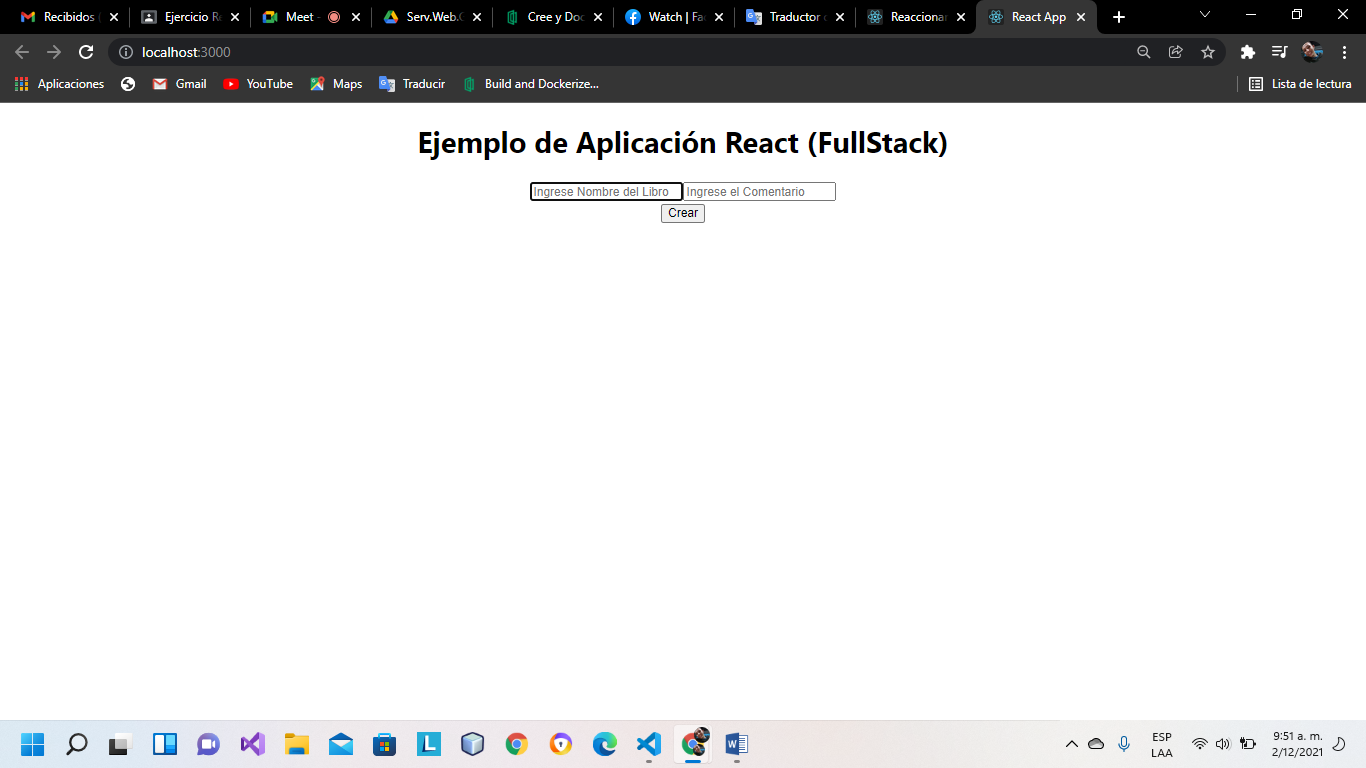 Recibidos
Ejercicio
Meet -
Serv.Web.
Cree y Doc
Watch | Fa
Traductor
Reaccionar
React App
localhost:3000
Aplicaciones
Gmail
YouTube
Maps
Traducir
Build and Dockerize...
Lista de lectura
Ejemplo de Aplicación React (FullStack)
Ingrese Nombre del Libro
Ingrese el Comentario
Crear
ESP
LAA
9:51 a. m.
2/12/2021